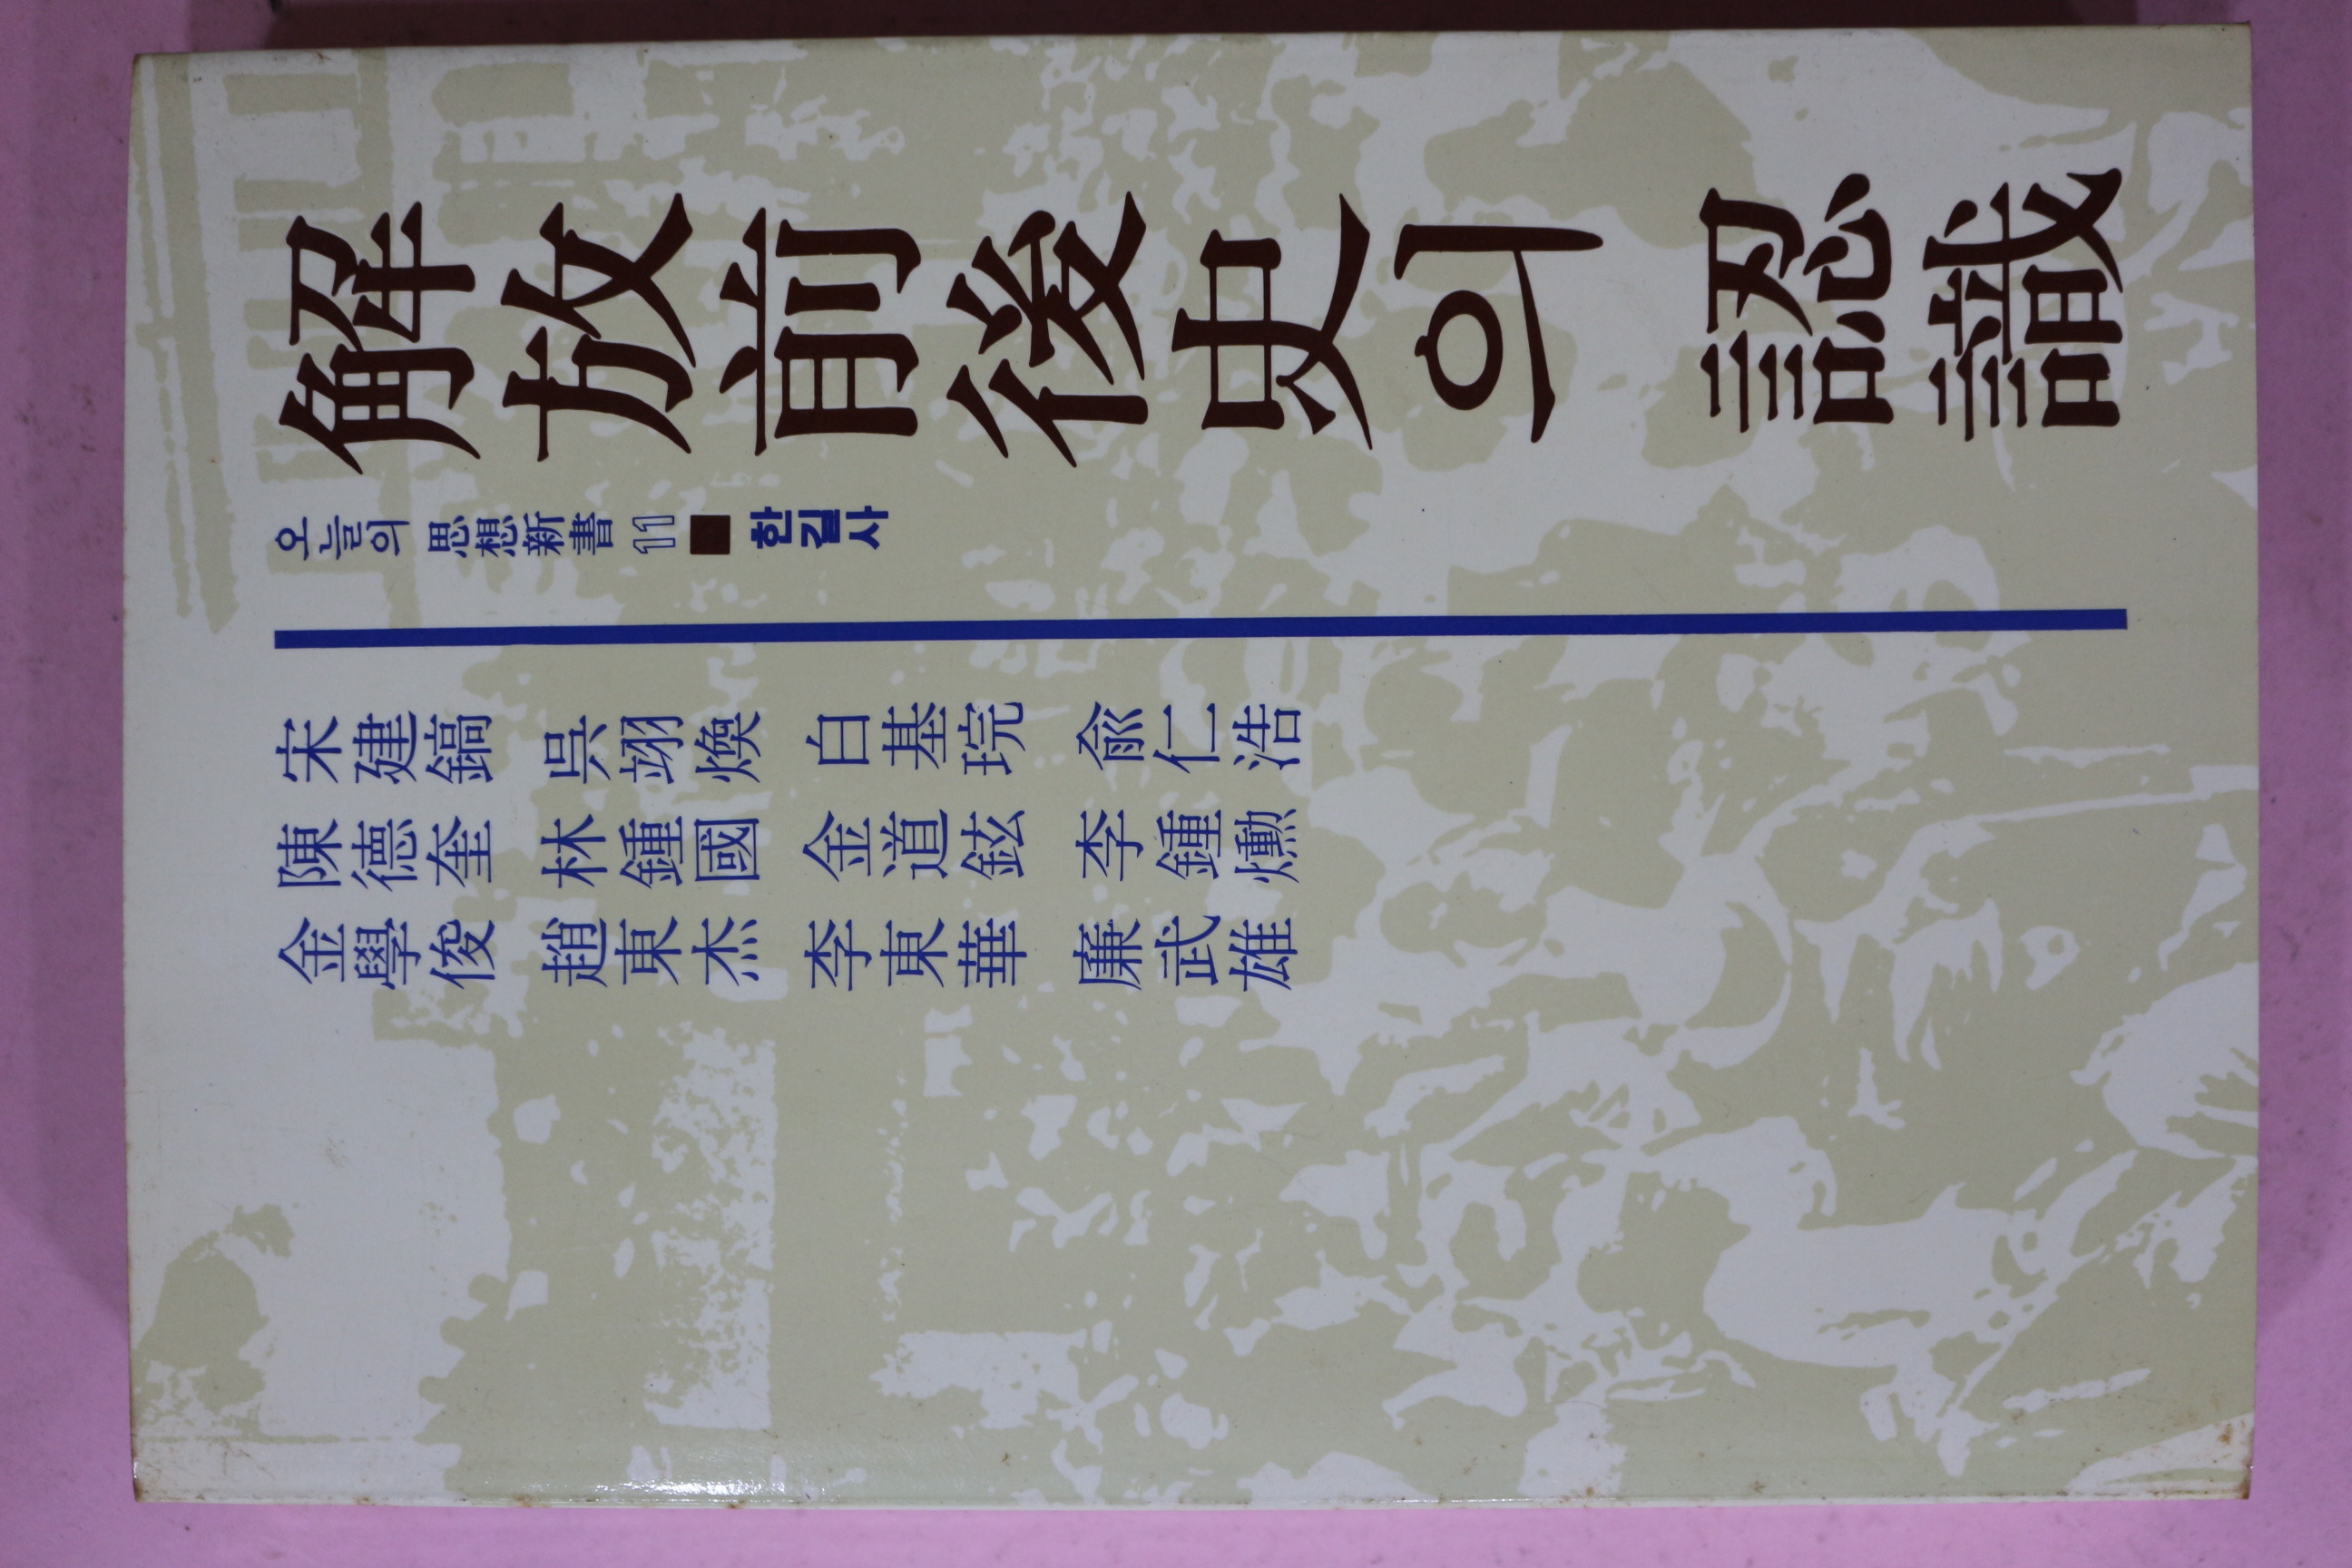 解放前後史의 認識
오늘의 思想新書 11 ■ 한길사
宋建鎬 吳翊煥 白基琓 兪仁浩
陳德奎 林鍾國 金道鉉 李鍾燻
金學俊 趙東杰 李東華 廉武雄